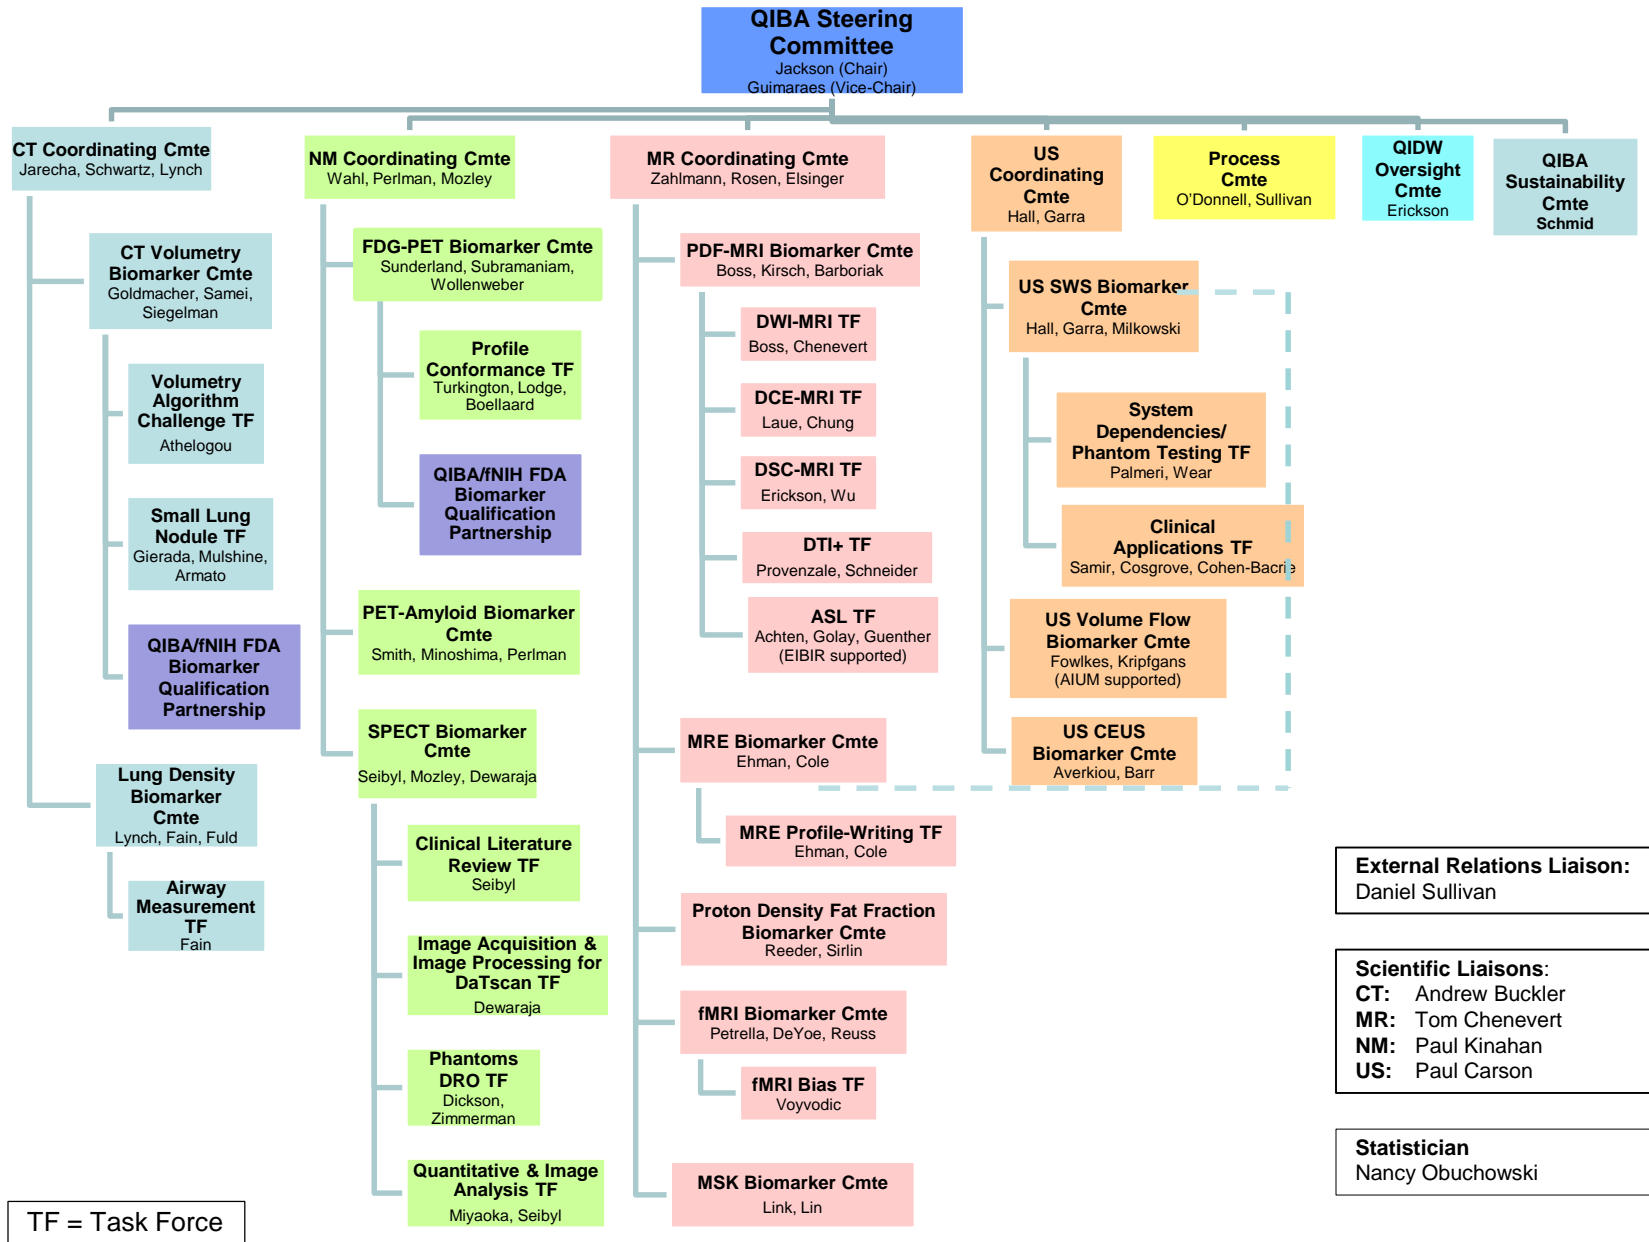 QIBA Steering
Committee
Jackson (Chair)
Guimaraes (Vice-Chair)
CT Coordinating Cmte
Jarecha, Schwartz, Lynch
CT Volumetry
Biomarker Cmte
Goldmacher, Samei,
Siegelman
Volumetry
Algorithm
Challenge TF
Athelogou
Small Lung
Nodule TF
Gierada, Mulshine,
Armato
QIBA/fNIH FDA
Biomarker
Qualification
Partnership
Lung Density
Biomarker
Cmte
Lynch, Fain, Fuld
Airway
Measurement
TF
Fain
NM Coordinating Cmte
Wahl, Perlman, Mozley
FDG-PET Biomarker Cmte
Sunderland, Subramaniam,
Wollenweber
Profile
Conformance TF
Turkington, Lodge,
Boellaard
QIBA/fNIH FDA
Biomarker
Qualification
Partnership
PET-Amyloid Biomarker
Cmte
Smith, Minoshima, Perlman
SPECT Biomarker
Cmte
Seibyl, Mozley, Dewaraja
Clinical Literature
Review TF
Seibyl
Image Acquisition &
Image Processing for
DaTscan TF
Dewaraja
Phantoms
DRO TF
Dickson,
Zimmerman
Quantitative & Image
Analysis TF
Miyaoka, Seibyl
MR Coordinating Cmte
Zahlmann, Rosen, Elsinger
PDF-MRI Biomarker Cmte
Boss, Kirsch, Barboriak
DWI-MRI TF
Boss, Chenevert
DCE-MRI TF
Laue, Chung
DSC-MRI TF
Erickson, Wu
DTI+ TF
Provenzale, Schneider
ASL TF
Achten, Golay, Guenther
(EIBIR supported)
MRE Biomarker Cmte
Ehman, Cole
MRE Profile-Writing TF
Ehman, Cole
Proton Density Fat Fraction
Biomarker Cmte
Reeder, Sirlin
fMRI Biomarker Cmte
Petrella, DeYoe, Reuss
fMRI Bias TF
Voyvodic
MSK Biomarker Cmte
Link, Lin
US
Coordinating
Cmte
Hall, Garra
US SWS Biomarker
Cmte
Hall, Garra, Milkowski
System
Dependencies/
Phantom Testing TF
Palmeri, Wear
Clinical
Applications TF
Samir, Cosgrove, Cohen-Bacrie
US Volume Flow
Biomarker Cmte
Fowlkes, Kripfgans
(AIUM supported)
US CEUS
Biomarker Cmte
Averkiou, Barr
Process
Cmte
O'Donnell, Sullivan
QIDW
Oversight
Cmte
Erickson
QIBA
Sustainability
Cmte
Schmid
External Relations Liaison:
Daniel Sullivan
Scientific Liaisons:
CT: Andrew Buckler
MR: Tom Chenevert
NM: Paul Kinahan
US: Paul Carson
Statistician
Nancy Obuchowski
TF = Task Force